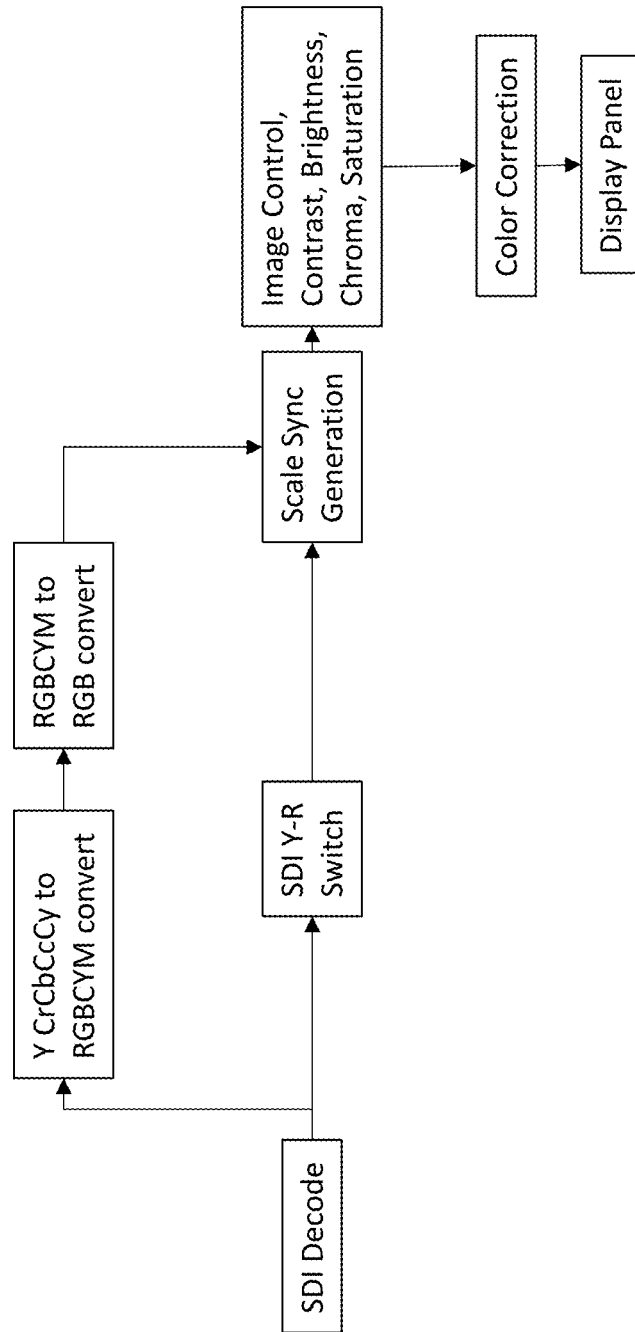 SDI Decode
Y CrCbCcCy to
RGBCYM convert
RGBCYM to
RGB convert
SDI Y-R
Switch
Scale Sync
Generation
Image Control,
Contrast, Brightness,
Chroma, Saturation
Color Correction
Display Panel